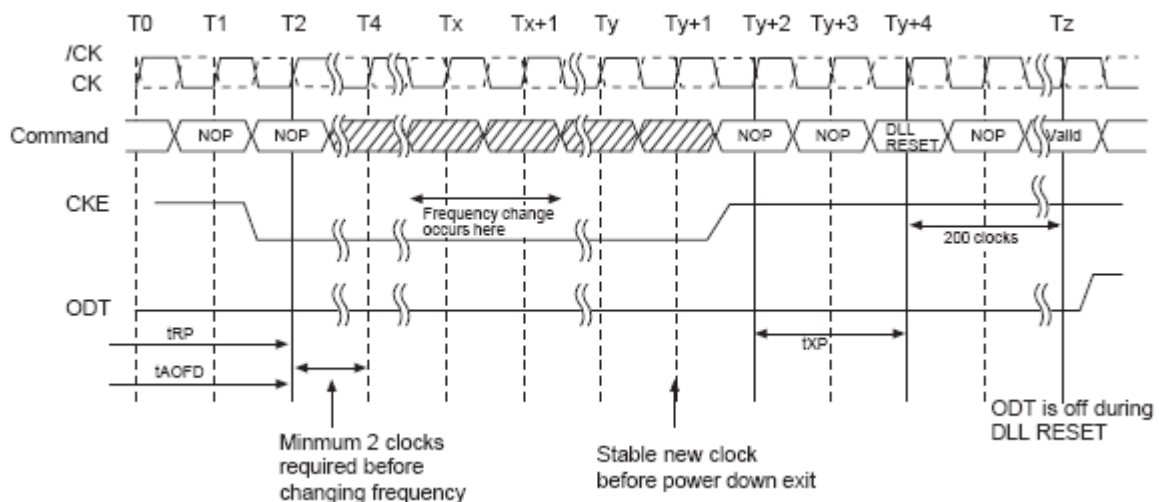 T0 T1 T2 T4 Tx Tx+1 Ty Ty+1 Ty+2 Ty+3 Ty+4 Tz
/CK
CK
Command NOP NOP NOP NOP DLL RESET NOP Valid
CKE
Frequency change
occurs here
200 clocks
ODT
tRP
tXP
tAOFD
ODT is off during
DLL RESET
Minmum 2 clocks
required before
changing frequency
Stable new clock
before power down exit